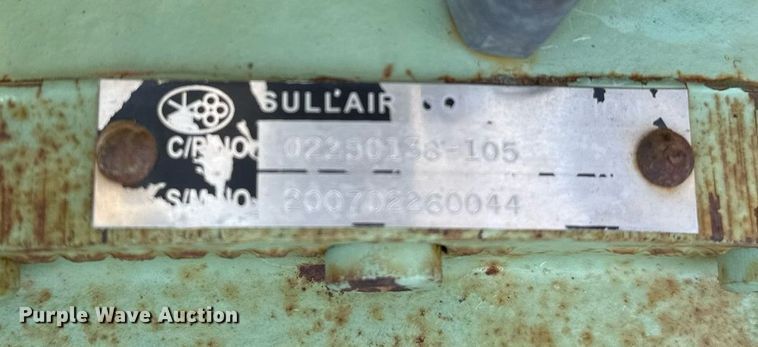 SULLAIR
C/P NO 02250138-105
S/M NO 200702260044
Purple Wave Auction